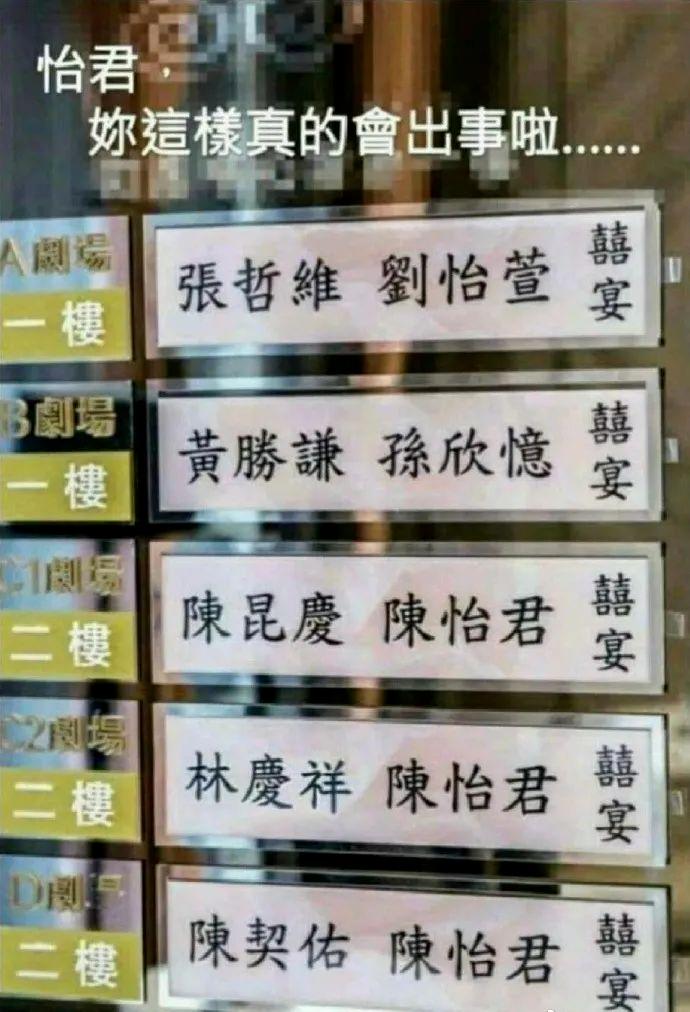 怡君，
妳這樣真的會出事啦......
A劇場
一樓
張哲維 劉怡萱 囍宴
B劇場
一樓
黃勝謙 孫欣憶 囍宴
C1劇場
二樓
陳昆慶 陳怡君 囍宴
C2劇場
二樓
林慶祥 陳怡君 囍宴
D劇
二樓
陳契佑 陳怡君 囍宴